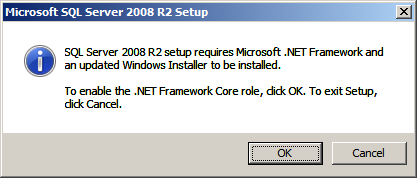 Microsoft SQL Server 2008 R2 Setup
SQL Server 2008 R2 setup requires Microsoft .NET Framework and
an updated Windows Installer to be installed.
To enable the .NET Framework Core role, click OK. To exit Setup,
click Cancel.
OK
Cancel